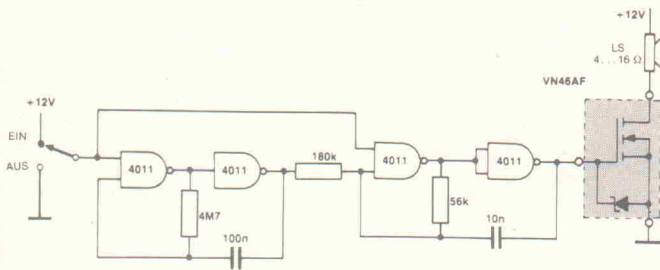 +12V
LS
4...16 Ω
VN46AF
+12V
EIN
AUS
4011
4011
180k
4011
4011
4M7
100n
56k
10n